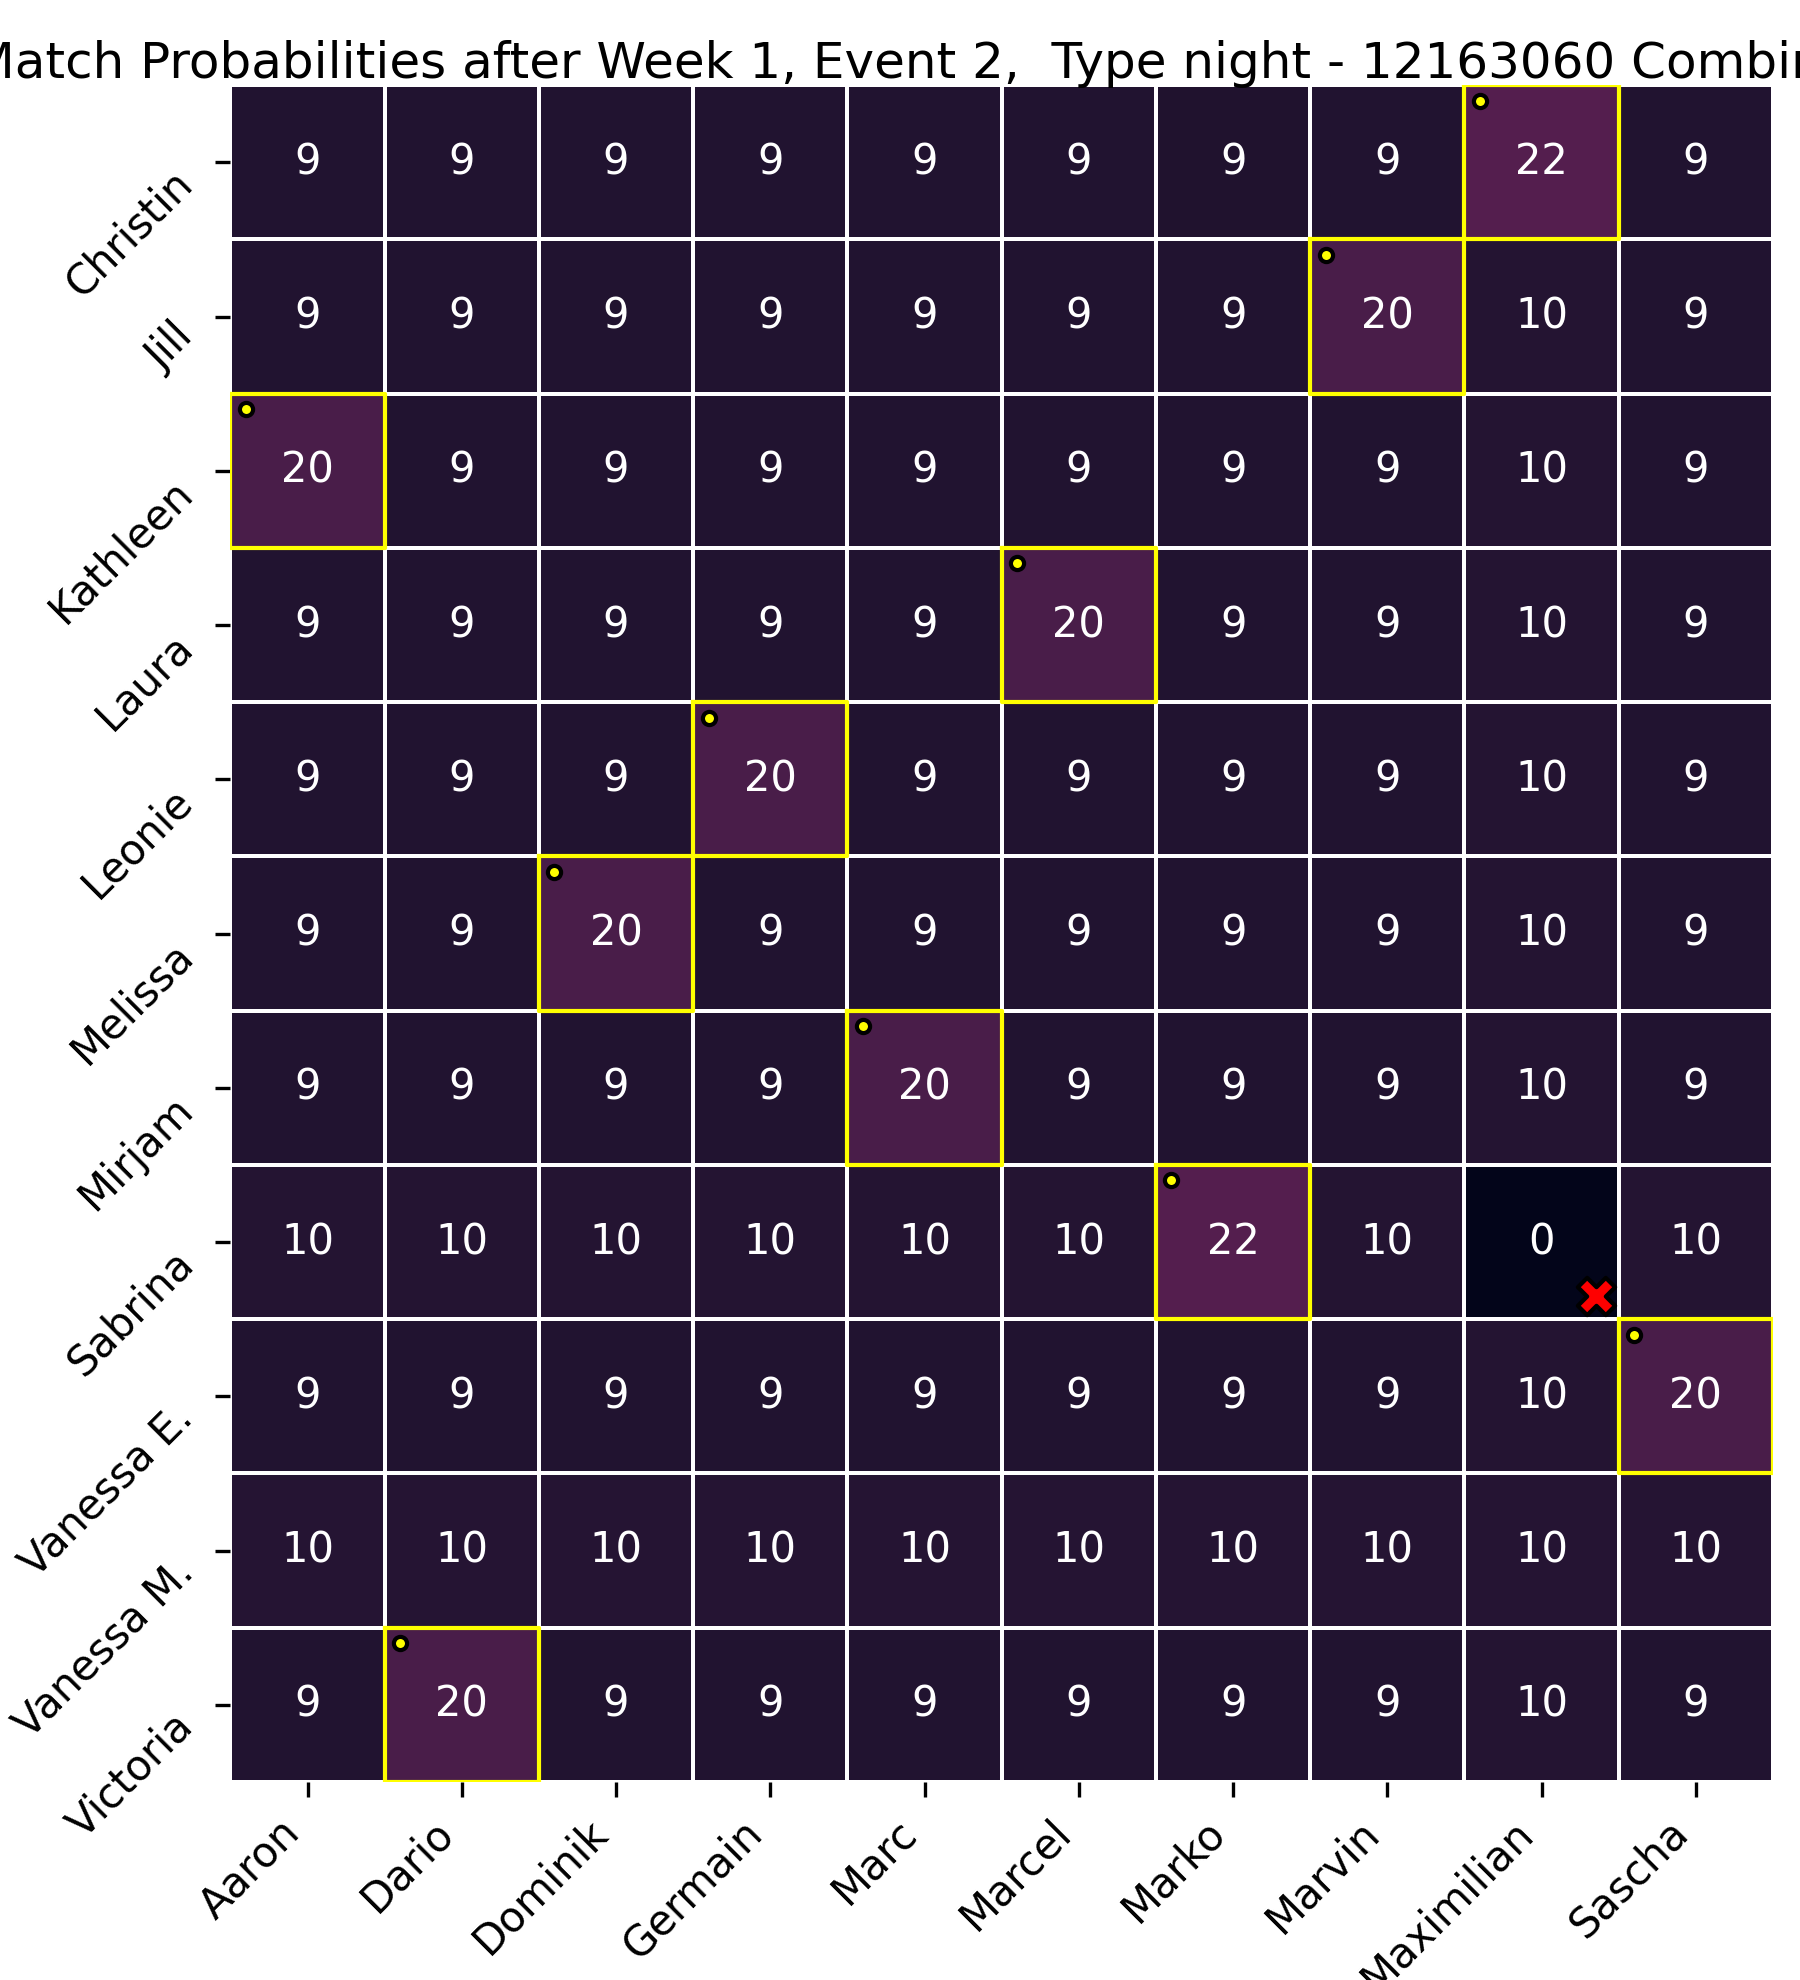 Match Probabilities after Week 1, Event 2, Type night - 12163060
Christin 9 9 9 9 9 9 9 9 22 9
Jill 9 9 9 9 9 9 9 20 10 9
Kathleen 20 9 9 9 9 9 9 9 10 9
Laura 9 9 9 9 9 20 9 9 10 9
Leonie 9 9 9 20 9 9 9 9 10 9
Melissa 9 9 20 9 9 9 9 9 10 9
Mirjam 9 9 9 9 20 9 9 9 10 9
Sabrina 10 10 10 10 10 10 22 10 0 10
Vanessa E. 9 9 9 9 9 9 9 9 10 20
Vanessa M. 10 10 10 10 10 10 10 10 10 10
Victoria 9 20 9 9 9 9 9 9 10 9
Aaron Dario Dominik Germain Marc Marcel Marko Marvin Maximilian Sascha